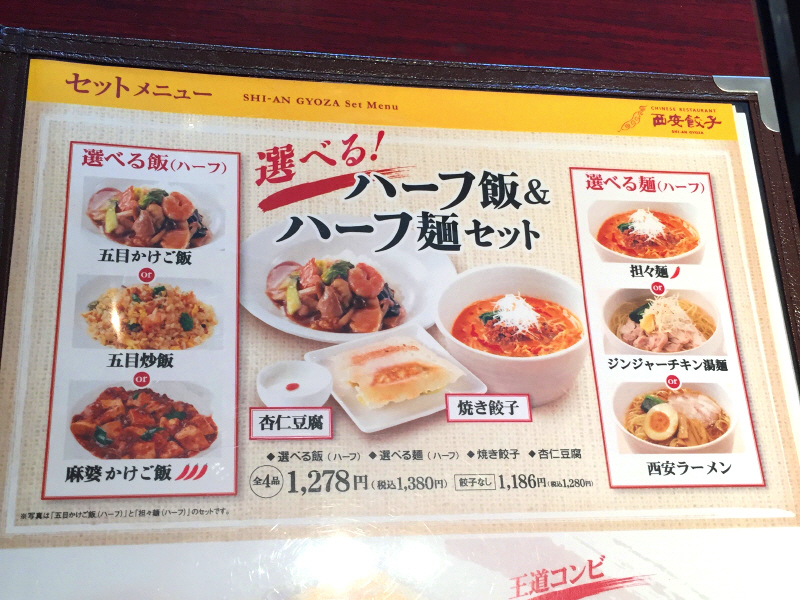 セットメニュー
SHI-AN GYOZA Set Menu
CHINESE RESTAURANT
西安餃子
SHI-AN GYOZA
選べる飯(ハーフ)
五目かけご飯
or
五目炒飯
or
麻婆かけご飯
選べる!
ハーフ飯&
ハーフ麺セット
杏仁豆腐
焼き餃子
◆選べる飯(ハーフ) ◆選べる麺(ハーフ) ◆焼き餃子 ◆杏仁豆腐
全4品 1,278円(税込1,380円) 餃子なし 1,186円(税込1,280円)
選べる麺(ハーフ)
担々麺
or
ジンジャーチキン湯麺
or
西安ラーメン
※写真は「五目かけご飯(ハーフ)」と「担々麺(ハーフ)」のセットです。
王道コンビ